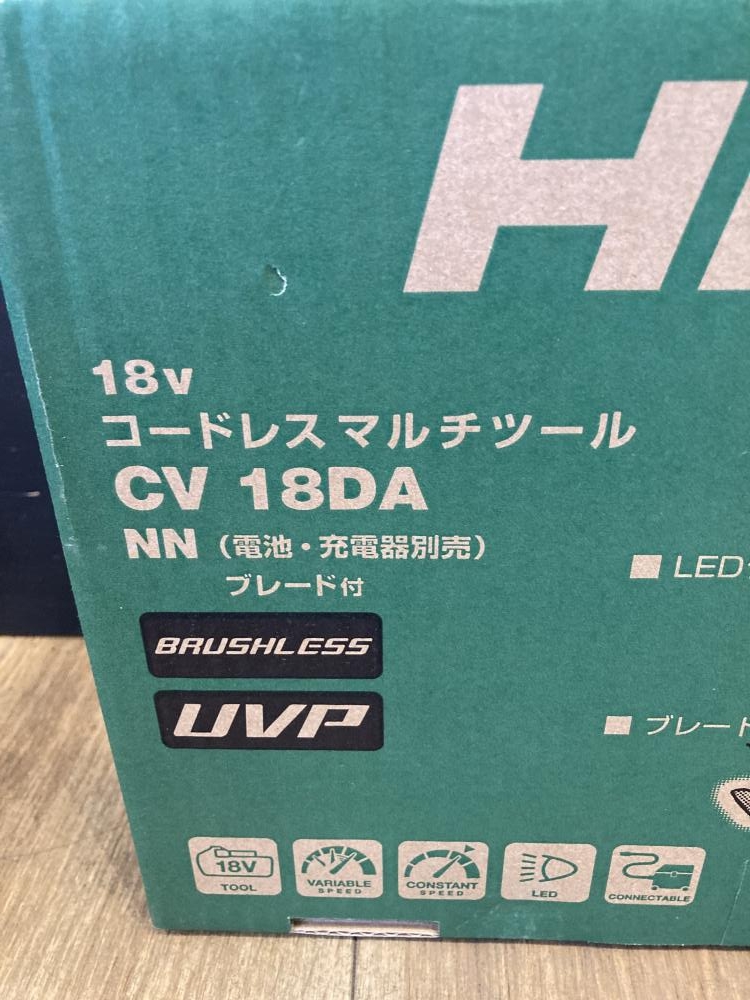 18v
コードレスマルチツール
CV 18DA
NN（電池・充電器別売）
ブレード付
BRUSHLESS
UVP
LED
ブレード
18V
TOOL
VARIABLE
SPEED
CONSTANT
SPEED
LED
CONNECTABLE